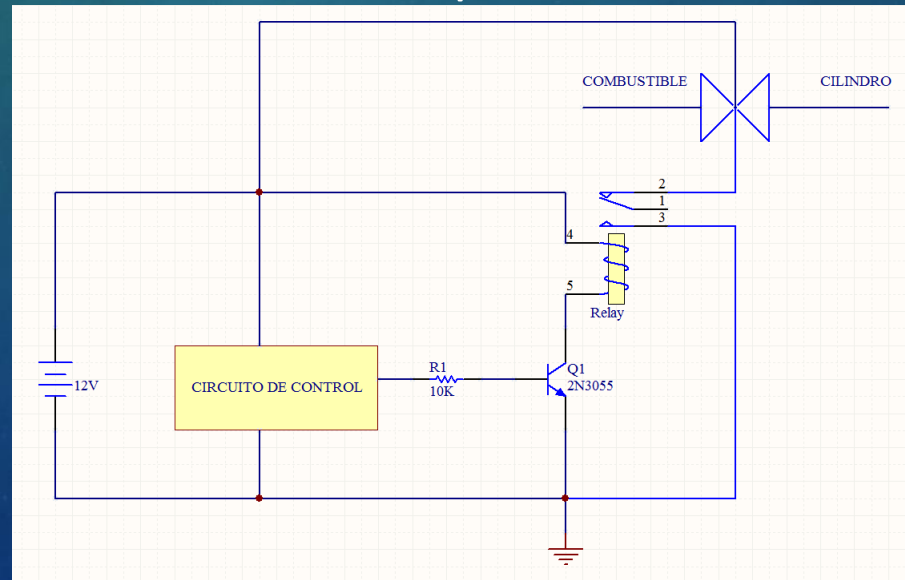 COMBUSTIBLE
CILINDRO
2
1
3
4
5
Relay
R1
10K
Q1
2N3055
12V
CIRCUITO DE CONTROL